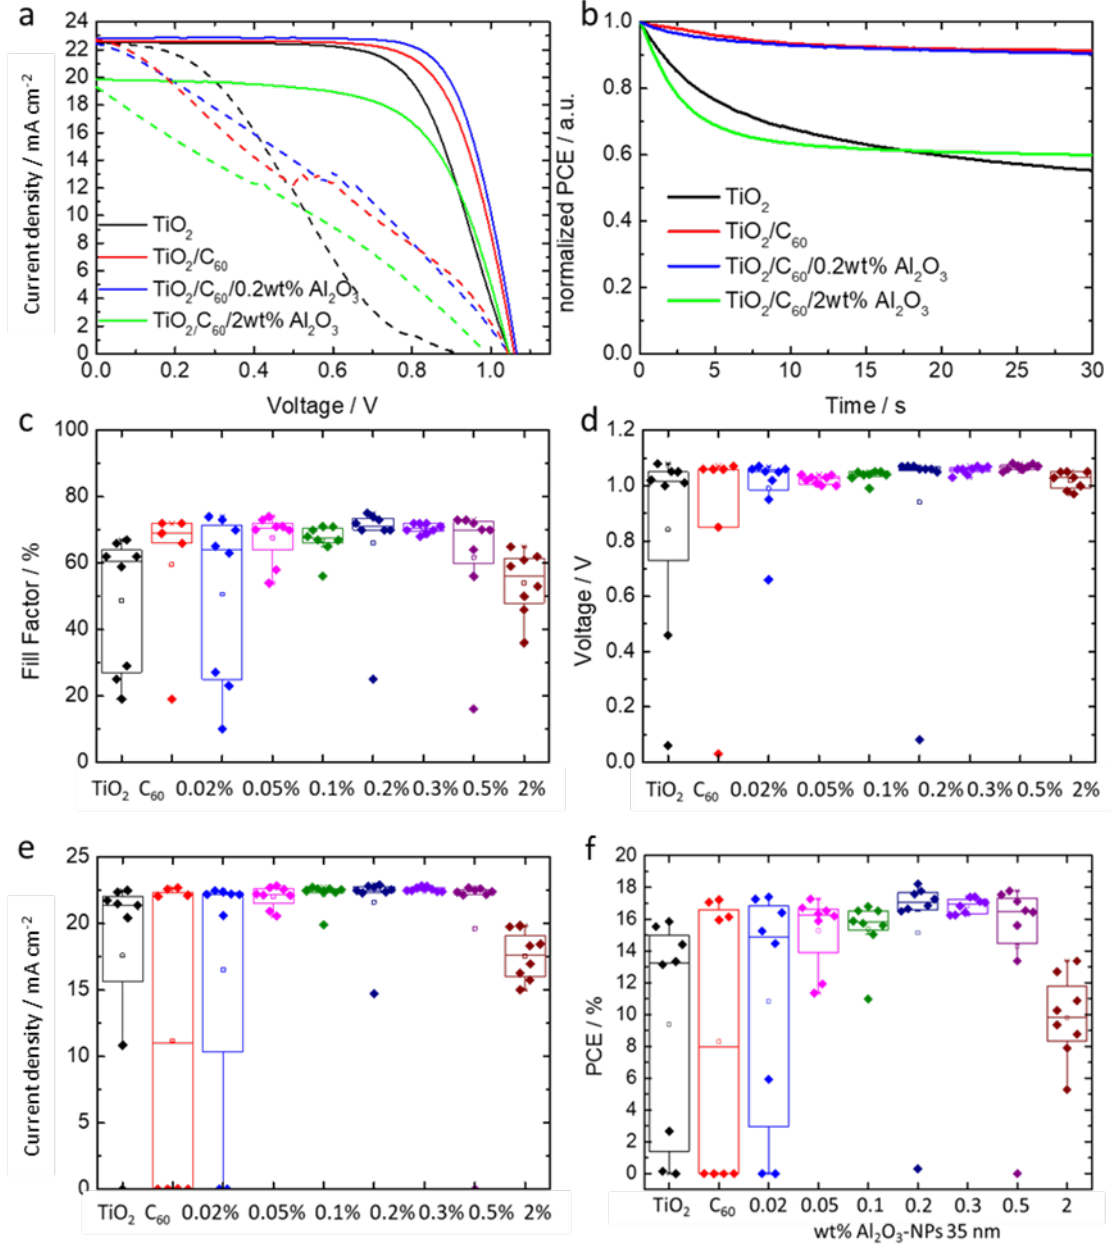 a
Current density / mA cm⁻²
24
22
20
18
16
14
12
10
8
6
4
2
0
TiO₂
TiO₂/C₆₀
TiO₂/C₆₀/0.2wt% Al₂O₃
TiO₂/C₆₀/2wt% Al₂O₃
0.0 0.2 0.4 0.6 0.8 1.0
Voltage / V
b
normalized PCE / a.u.
1.0
0.8
0.6
0.4
0.2
0.0
TiO₂
TiO₂/C₆₀
TiO₂/C₆₀/0.2wt% Al₂O₃
TiO₂/C₆₀/2wt% Al₂O₃
0 5 10 15 20 25 30
Time / s
c
Fill Factor / %
100
80
60
40
20
0
TiO₂ C₆₀ 0.02% 0.05% 0.1% 0.2% 0.3% 0.5% 2%
d
Voltage / V
1.2
1.0
0.8
0.6
0.4
0.2
0.0
TiO₂ C₆₀ 0.02% 0.05% 0.1% 0.2% 0.3% 0.5% 2%
e
Current density / mA cm⁻²
25
20
15
10
5
0
TiO₂ C₆₀ 0.02% 0.05% 0.1% 0.2% 0.3% 0.5% 2%
f
PCE / %
20
18
16
14
12
10
8
6
4
2
0
TiO₂ C₆₀ 0.02 0.05 0.1 0.2 0.3 0.5 2
wt% Al₂O₃-NPs 35 nm